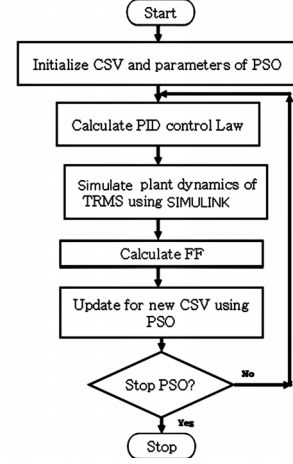 Start
Initialize CSV and parameters of PSO
Calculate PID control Law
Simulate plant dynamics of
TRMS using SIMULINK
Calculate FF
Update for new CSV using
PSO
Stop PSO?
No
Yes
Stop